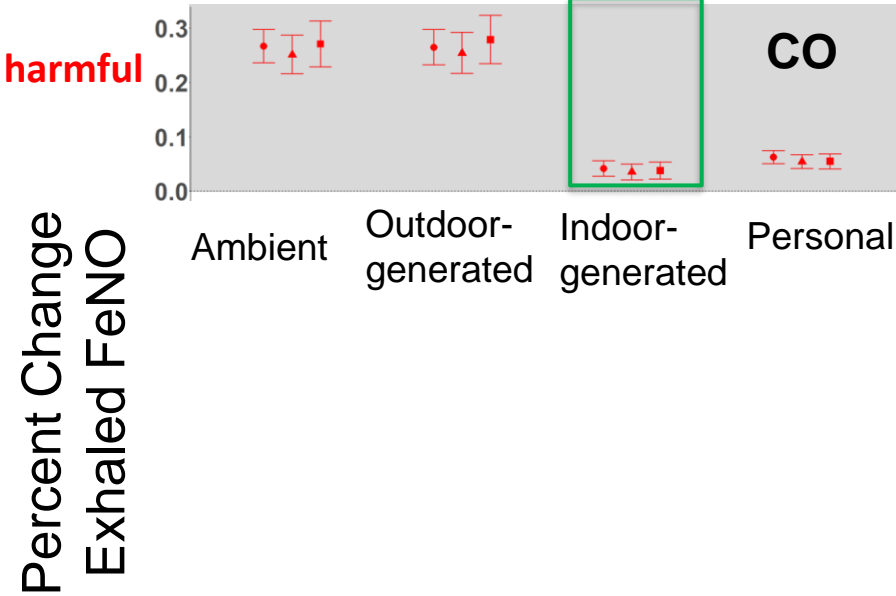 0.3
CO
harmful
0.2
0.1
0.0
Ambient
Outdoor-
generated
Indoor-
generated
Personal
Percent Change
Exhaled FeNO